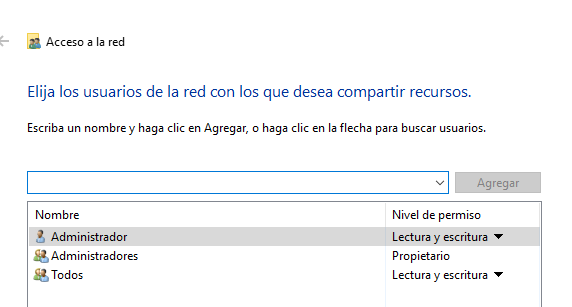 Acceso a la red
Elija los usuarios de la red con los que desea compartir recursos.
Escriba un nombre y haga clic en Agregar, o haga clic en la flecha para buscar usuarios.
Agregar
Nombre Nivel de permiso
Administrador Lectura y escritura
Administradores Propietario
Todos Lectura y escritura